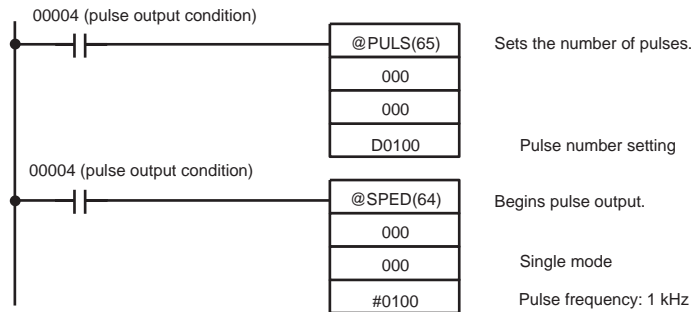 00004 (pulse output condition)
@PULS(65) Sets the number of pulses.
000
000
D0100 Pulse number setting
00004 (pulse output condition)
@SPED(64) Begins pulse output.
000
000 Single mode
#0100 Pulse frequency: 1 kHz